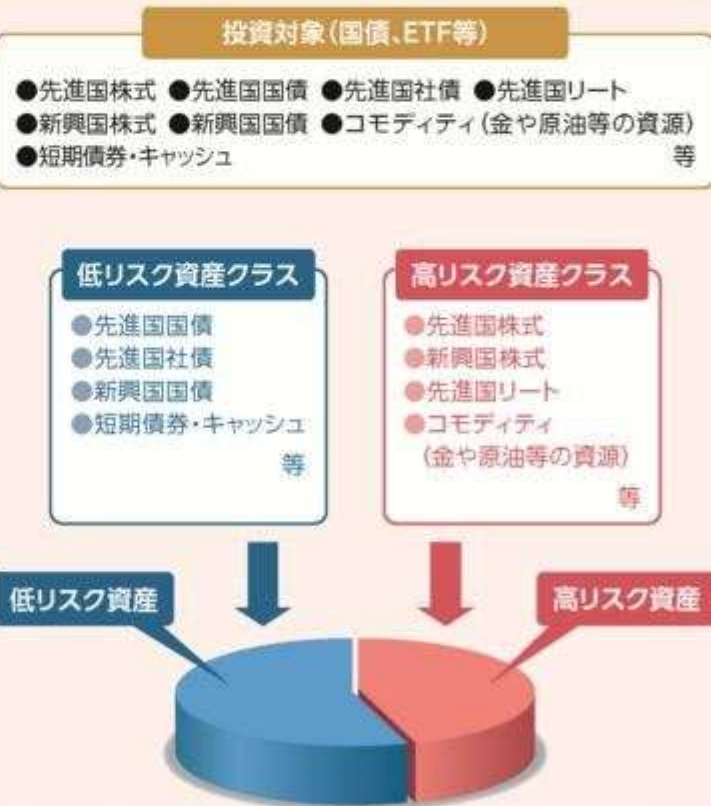 投資対象(国債、ETF等)
●先進国株式 ●先進国国債 ●先進国社債 ●先進国リート
●新興国株式 ●新興国国債 ●コモディティ(金や原油等の資源)
●短期債券・キャッシュ 等
低リスク資産クラス
●先進国国債
●先進国社債
●新興国国債
●短期債券・キャッシュ
等
高リスク資産クラス
●先進国株式
●新興国株式
●先進国リート
●コモディティ
(金や原油等の資源)
等
低リスク資産
高リスク資産